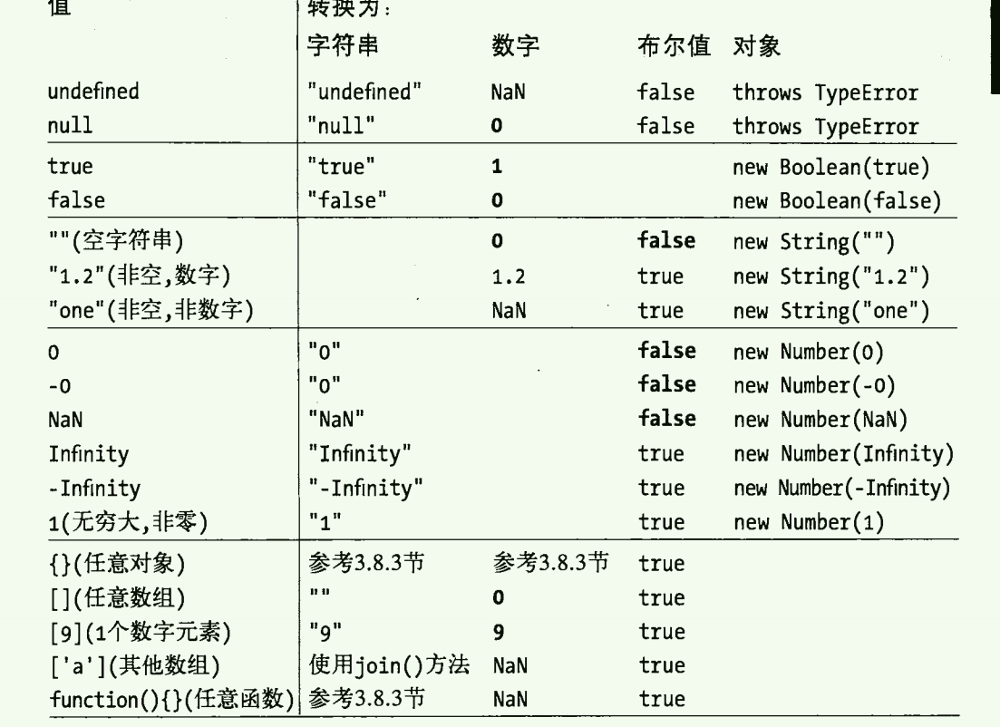 值 转换为:
字符串 数字 布尔值 对象
undefined "undefined" NaN false throws TypeError
null "null" 0 false throws TypeError
true "true" 1 new Boolean(true)
false "false" 0 new Boolean(false)
""(空字符串) 0 false new String("")
"1.2"(非空,数字) 1.2 true new String("1.2")
"one"(非空,非数字) NaN true new String("one")
0 "0" false new Number(0)
-0 "0" false new Number(-0)
NaN "NaN" false new Number(NaN)
Infinity "Infinity" true new Number(Infinity)
-Infinity "-Infinity" true new Number(-Infinity)
1(无穷大,非零) "1" true new Number(1)
{}(任意对象) 参考3.8.3节 参考3.8.3节 true
[](任意数组) "" 0 true
[9](1个数字元素) "9" 9 true
['a'](其他数组) 使用join()方法 NaN true
function(){}(任意函数) 参考3.8.3节 NaN true